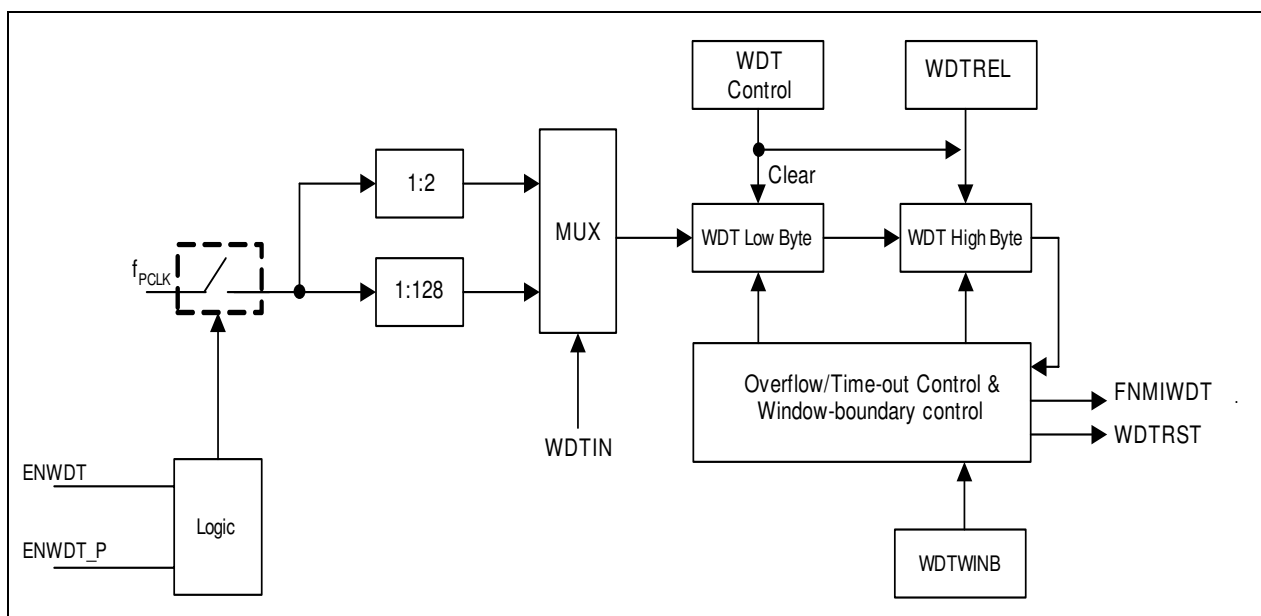 WDT
Control
WDTREL
1:2
Clear
MUX
WDT Low Byte
WDT High Byte
fPCLK
1:128
Overflow/Time-out Control &
Window-boundary control
FNMIWDT .
WDTIN
WDTRST
ENWDT
Logic
ENWDT_P
WDTWINB